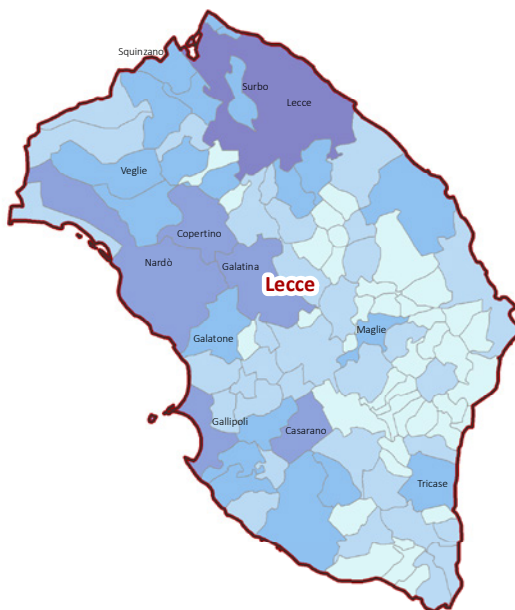 Squinzano
Surbo
Lecce
Veglie
Copertino
Nardò
Galatina
Lecce
Galatone
Maglie
Gallipoli
Casarano
Tricase